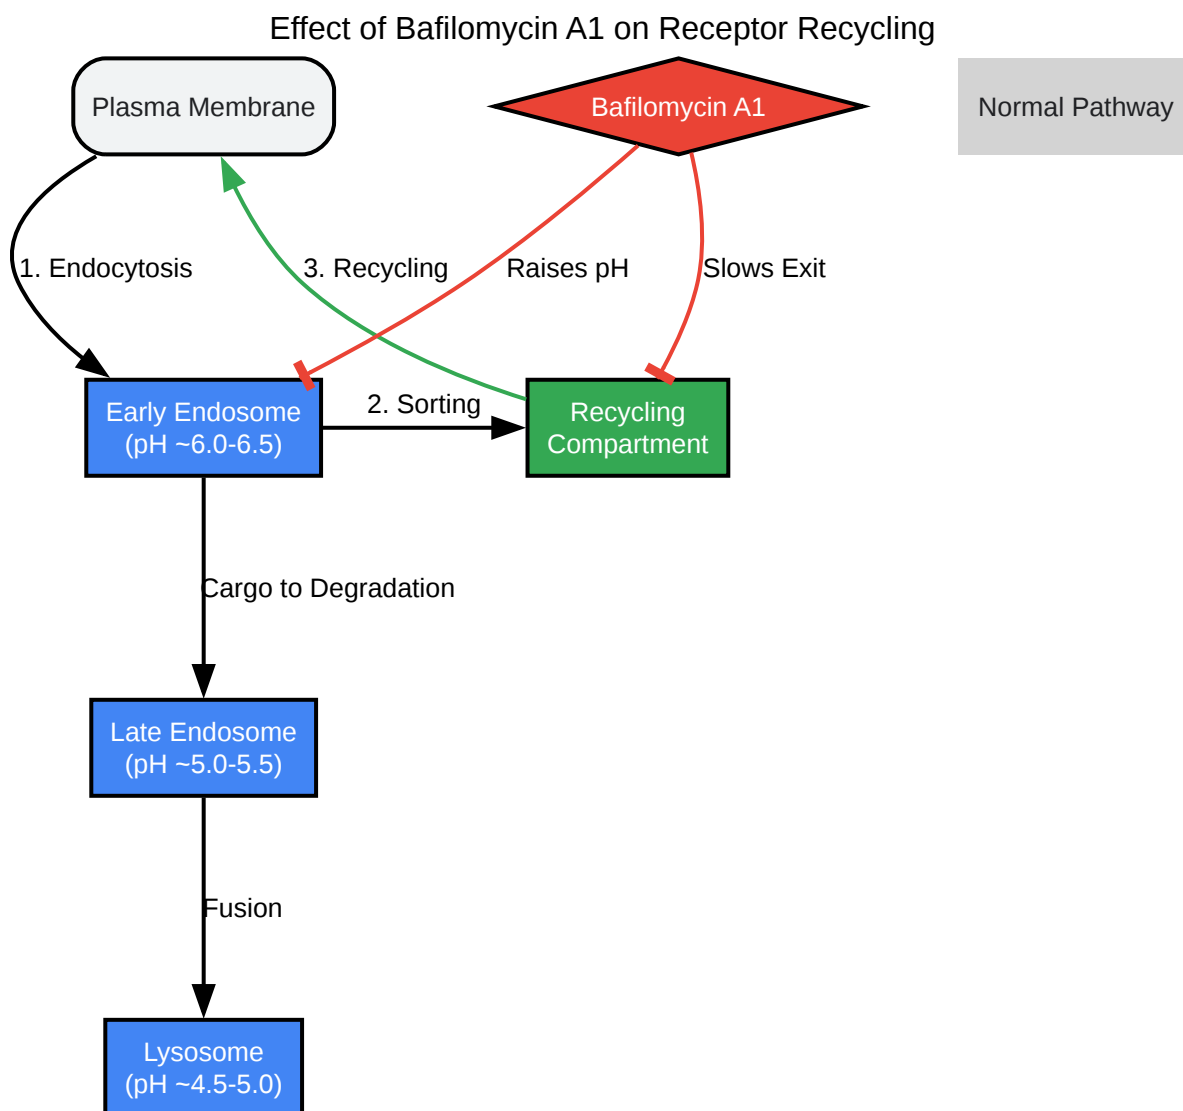 Effect of Bafilomycin A1 on Receptor Recycling
Plasma Membrane
Bafilomycin A1
Normal Pathway
1. Endocytosis
3. Recycling
Raises pH
Slows Exit
Early Endosome
(pH ~6.0-6.5)
2. Sorting
Recycling
Compartment
Cargo to Degradation
Late Endosome
(pH ~5.0-5.5)
Fusion
Lysosome
(pH ~4.5-5.0)